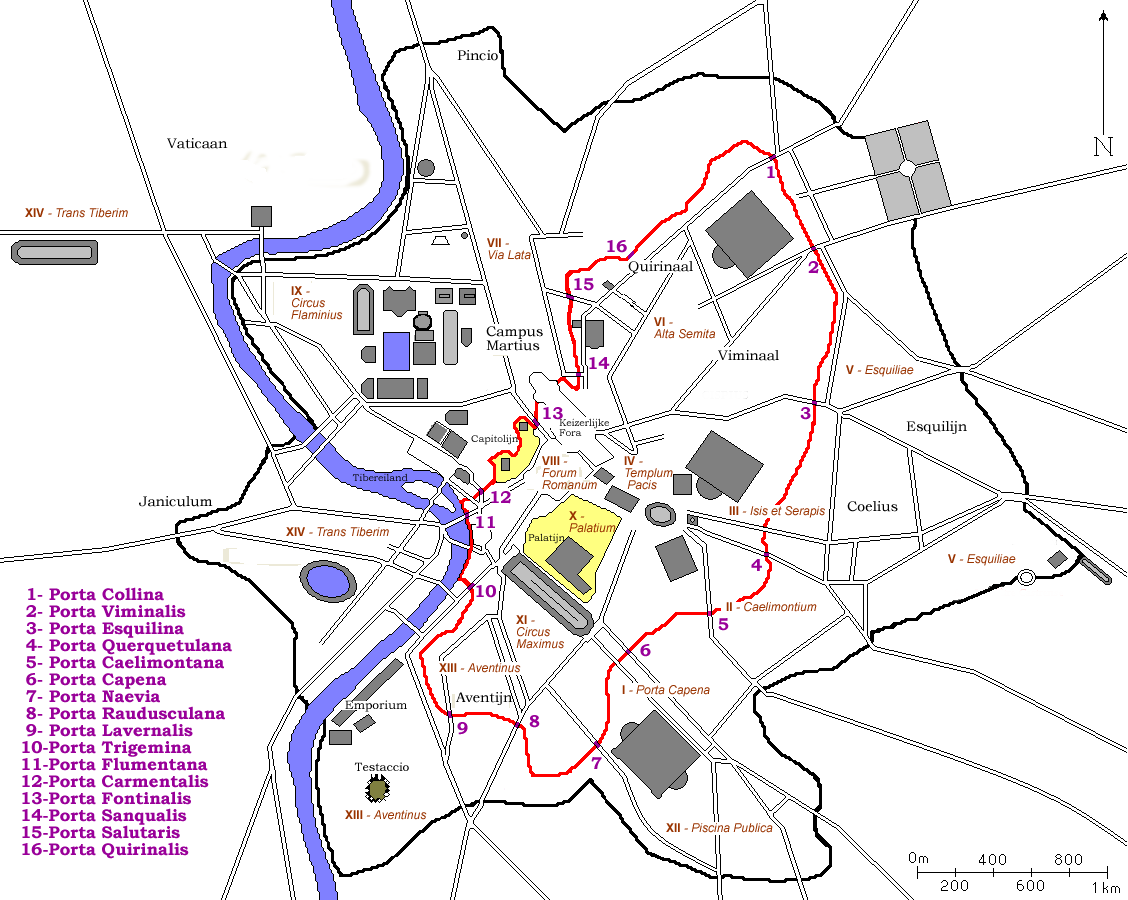 Pincio
Vaticaan
N
XIV - Trans Tiberim
VII -
Via Lata
16
1
2
Quirinaal
15
IX -
Circus
Flaminius
Campus
Martius
VI -
Alta Semita
Viminaal
14
V - Esquiliae
13
3
Keizerlijke
Fora
Esquilijn
Capitolijn
VIII -
Forum
Romanum
IV -
Templum
Pacis
Tibereiland
12
Janiculum
11
XIV - Trans Tiberim
X -
Palatium
Palatijn
III - Isis et Serapis
Coelius
4
V - Esquiliae
10
II - Caelimontium
5
XI -
Circus
Maximus
6
XIII - Aventinus
I - Porta Capena
Aventijn
Emporium
9
8
7
Testaccio
XIII - Aventinus
XII - Piscina Publica
1- Porta Collina
2- Porta Viminalis
3- Porta Esquilina
4- Porta Querquetulana
5- Porta Caelimontana
6- Porta Capena
7- Porta Naevia
8- Porta Raudusculana
9- Porta Lavernalis
10-Porta Trigemina
11-Porta Flumentana
12-Porta Carmentalis
13-Porta Fontinalis
14-Porta Sanqualis
15-Porta Salutaris
16-Porta Quirinalis
0m 400 800
200 600 1km